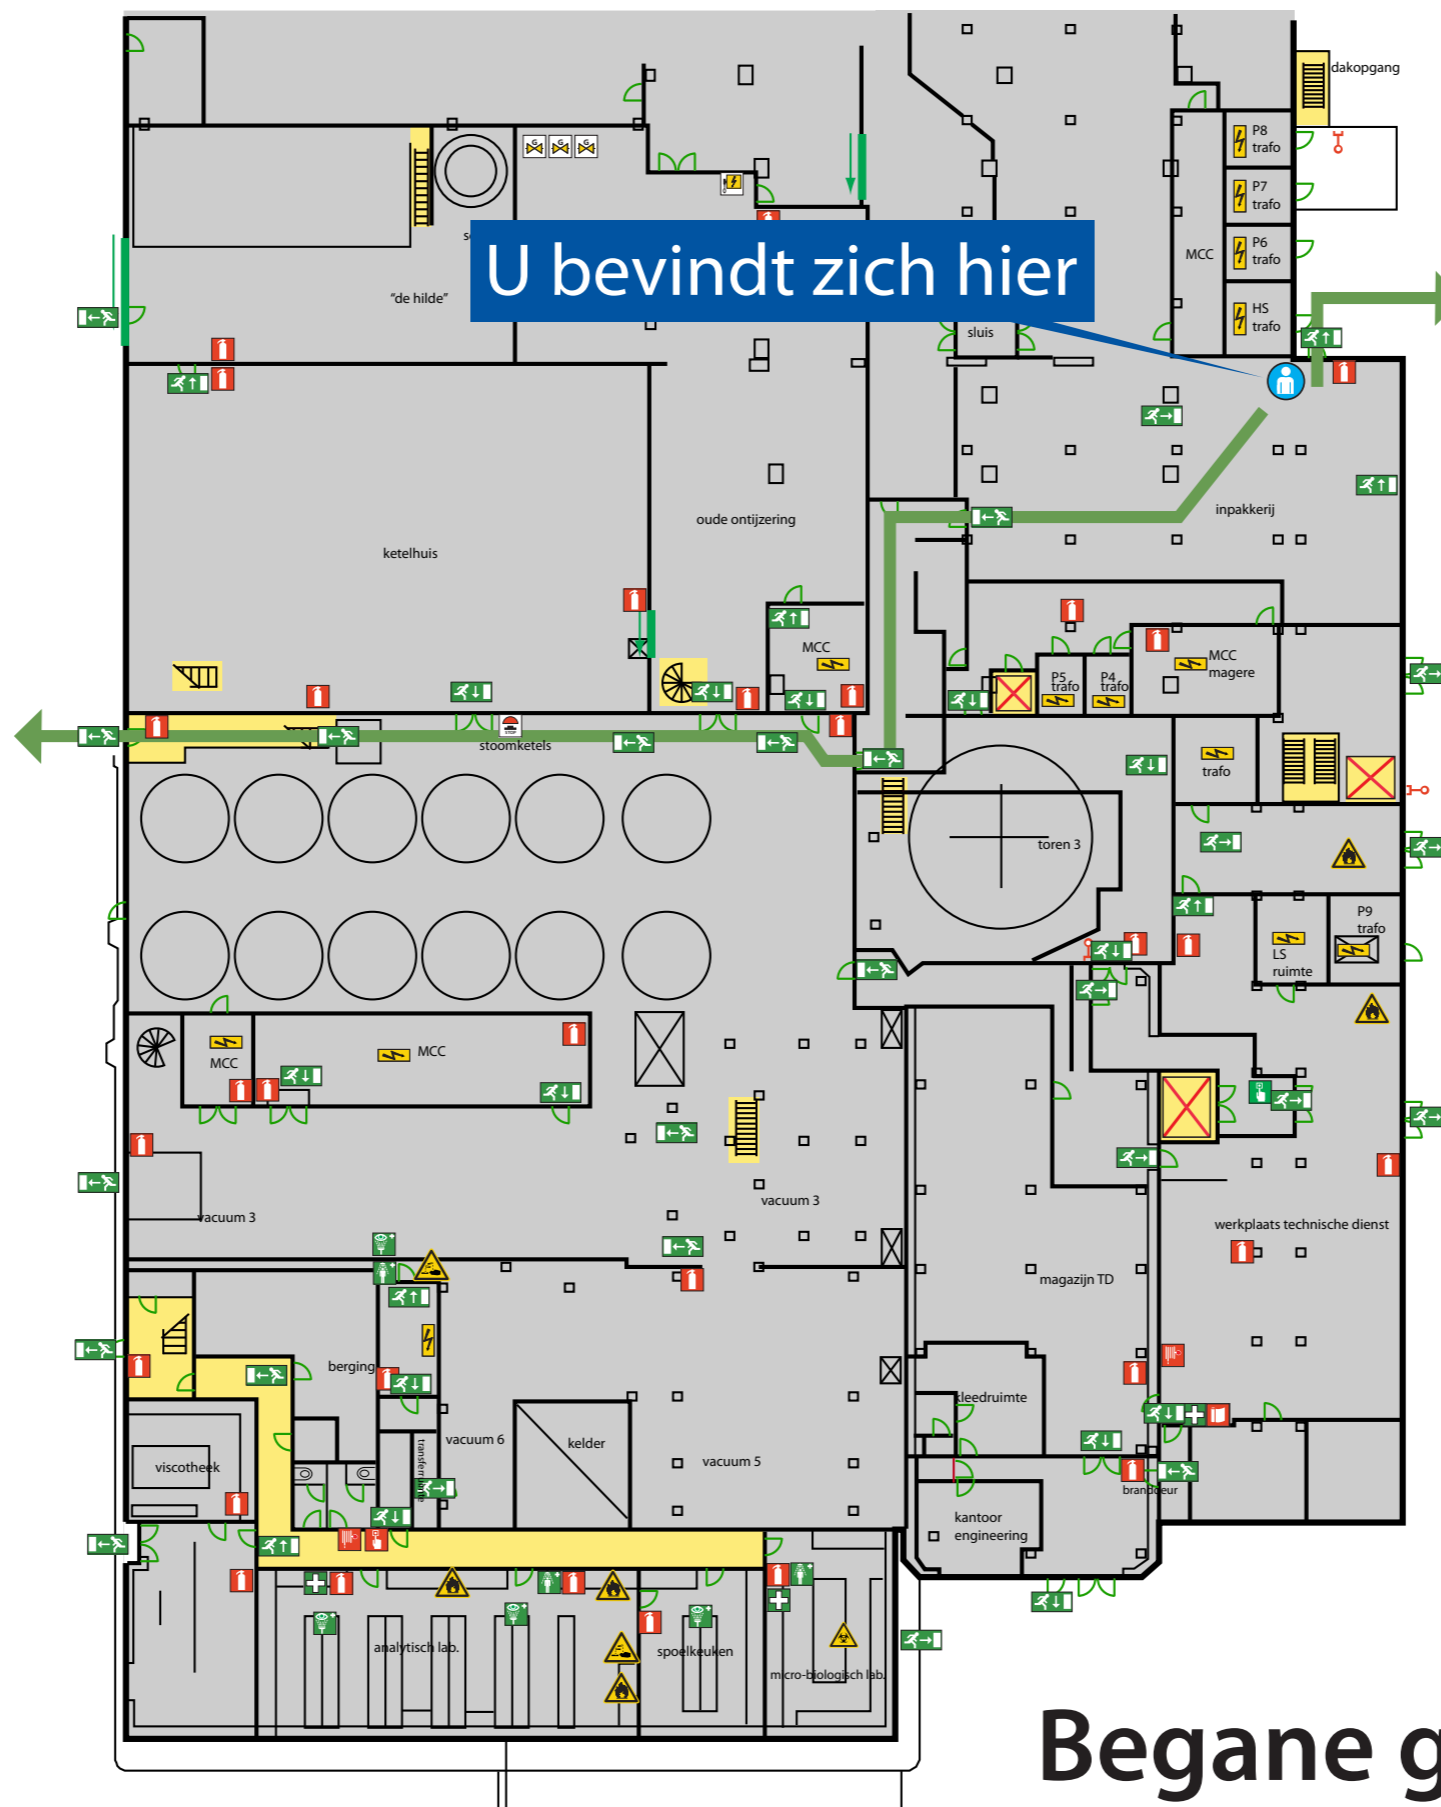 dakopgang
P8
trafo
P7
trafo
P6
trafo
MCC
HS
trafo
"de hilde"
U bevindt zich hier
sluis
inpakkerij
oude ontijzering
ketelhuis
MCC
P5
trafo
P4
trafo
MCC
magere
STOP
stoomketels
trafo
toren 3
P9
trafo
LS
ruimte
MCC
MCC
vacuum 3
vacuum 3
werkplaats technische dienst
magazijn TD
berging
kleedruimte
vacuum 6
kelder
vacuum 5
viscotheek
transferruimte
branddeur
kantoor
engineering
analytisch lab.
spoelkeuken
micro-biologisch lab.
Begane g